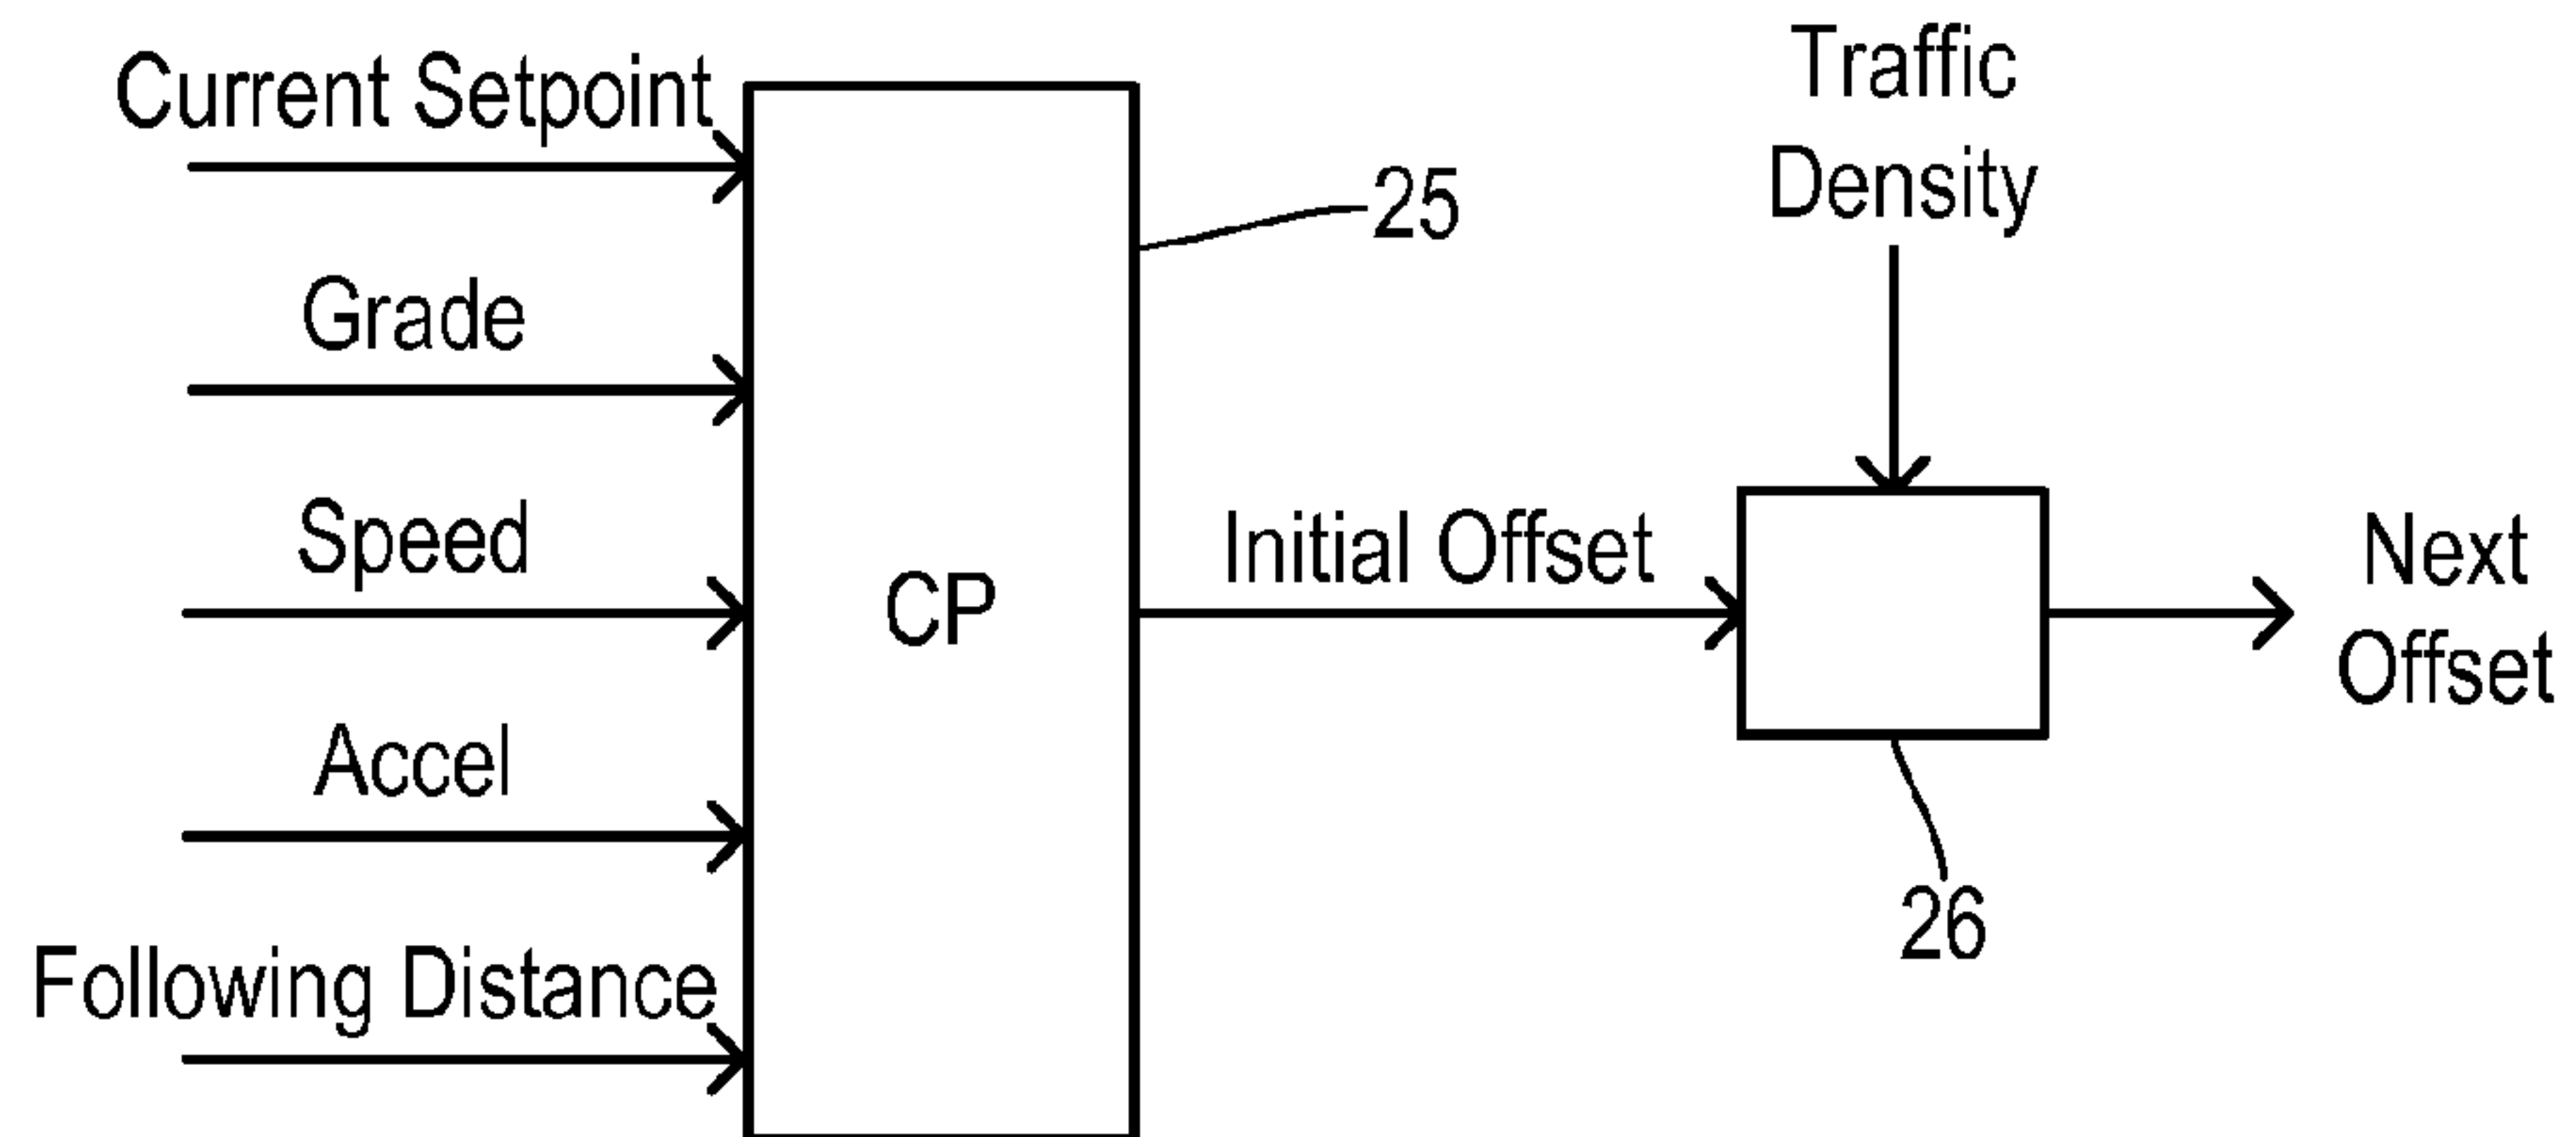 Current Setpoint
Grade
Speed
Accel
Following Distance
CP
25
Initial Offset
Traffic
Density
26
Next
Offset